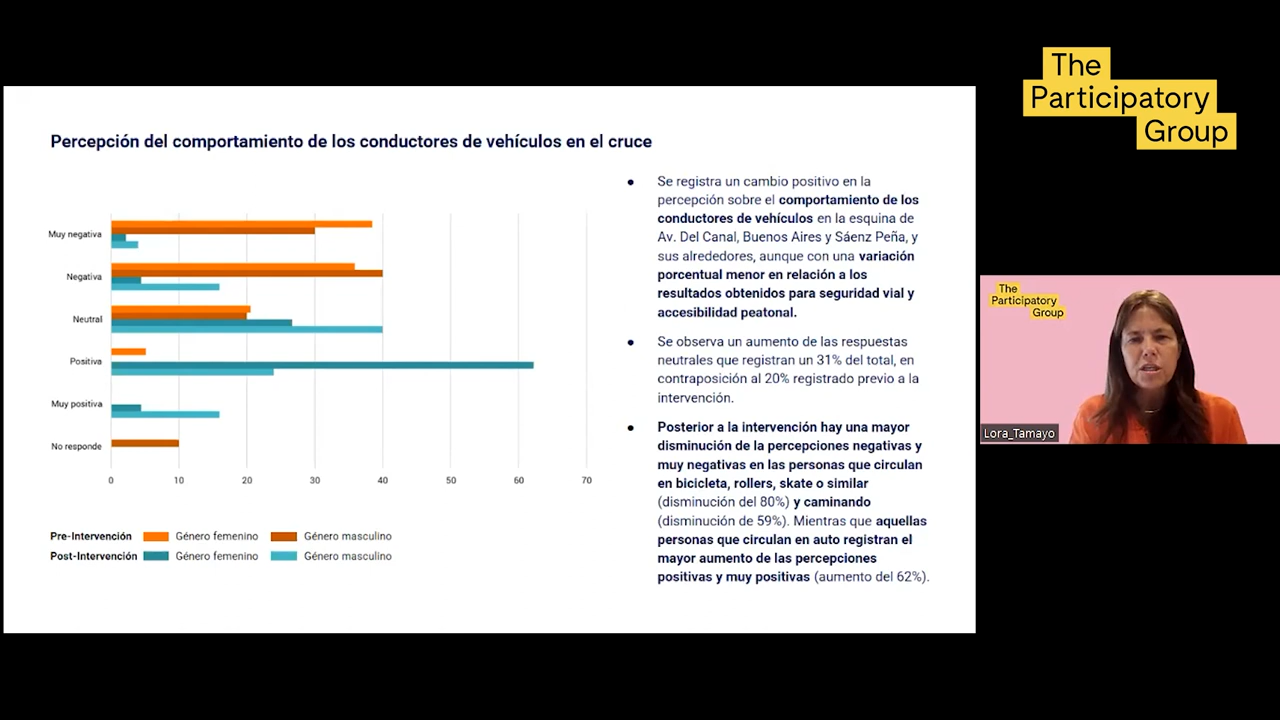 The
Participatory
Group
Percepción del comportamiento de los conductores de vehículos en el cruce
Muy negativa
Negativa
Neutral
Positiva
Muy positiva
No responde
0 10 20 30 40 50 60 70
Pre-Intervención Género femenino Género masculino
Post-Intervención Género femenino Género masculino
● Se registra un cambio positivo en la
percepción sobre el comportamiento de los
conductores de vehículos en la esquina de
Av. Del Canal, Buenos Aires y Sáenz Peña, y
sus alrededores, aunque con una variación
porcentual menor en relación a los
resultados obtenidos para seguridad vial y
accesibilidad peatonal.
● Se observa un aumento de las respuestas
neutrales que registran un 31% del total, en
contraposición al 20% registrado previo a la
intervención.
● Posterior a la intervención hay una mayor
disminución de la percepciones negativas y
muy negativas en las personas que circulan
en bicicleta, rollers, skate o similar
(disminución del 80%) y caminando
(disminución de 59%). Mientras que aquellas
personas que circulan en auto registran el
mayor aumento de las percepciones
positivas y muy positivas (aumento del 62%).
The
Participatory
Group
Lora_Tamayo